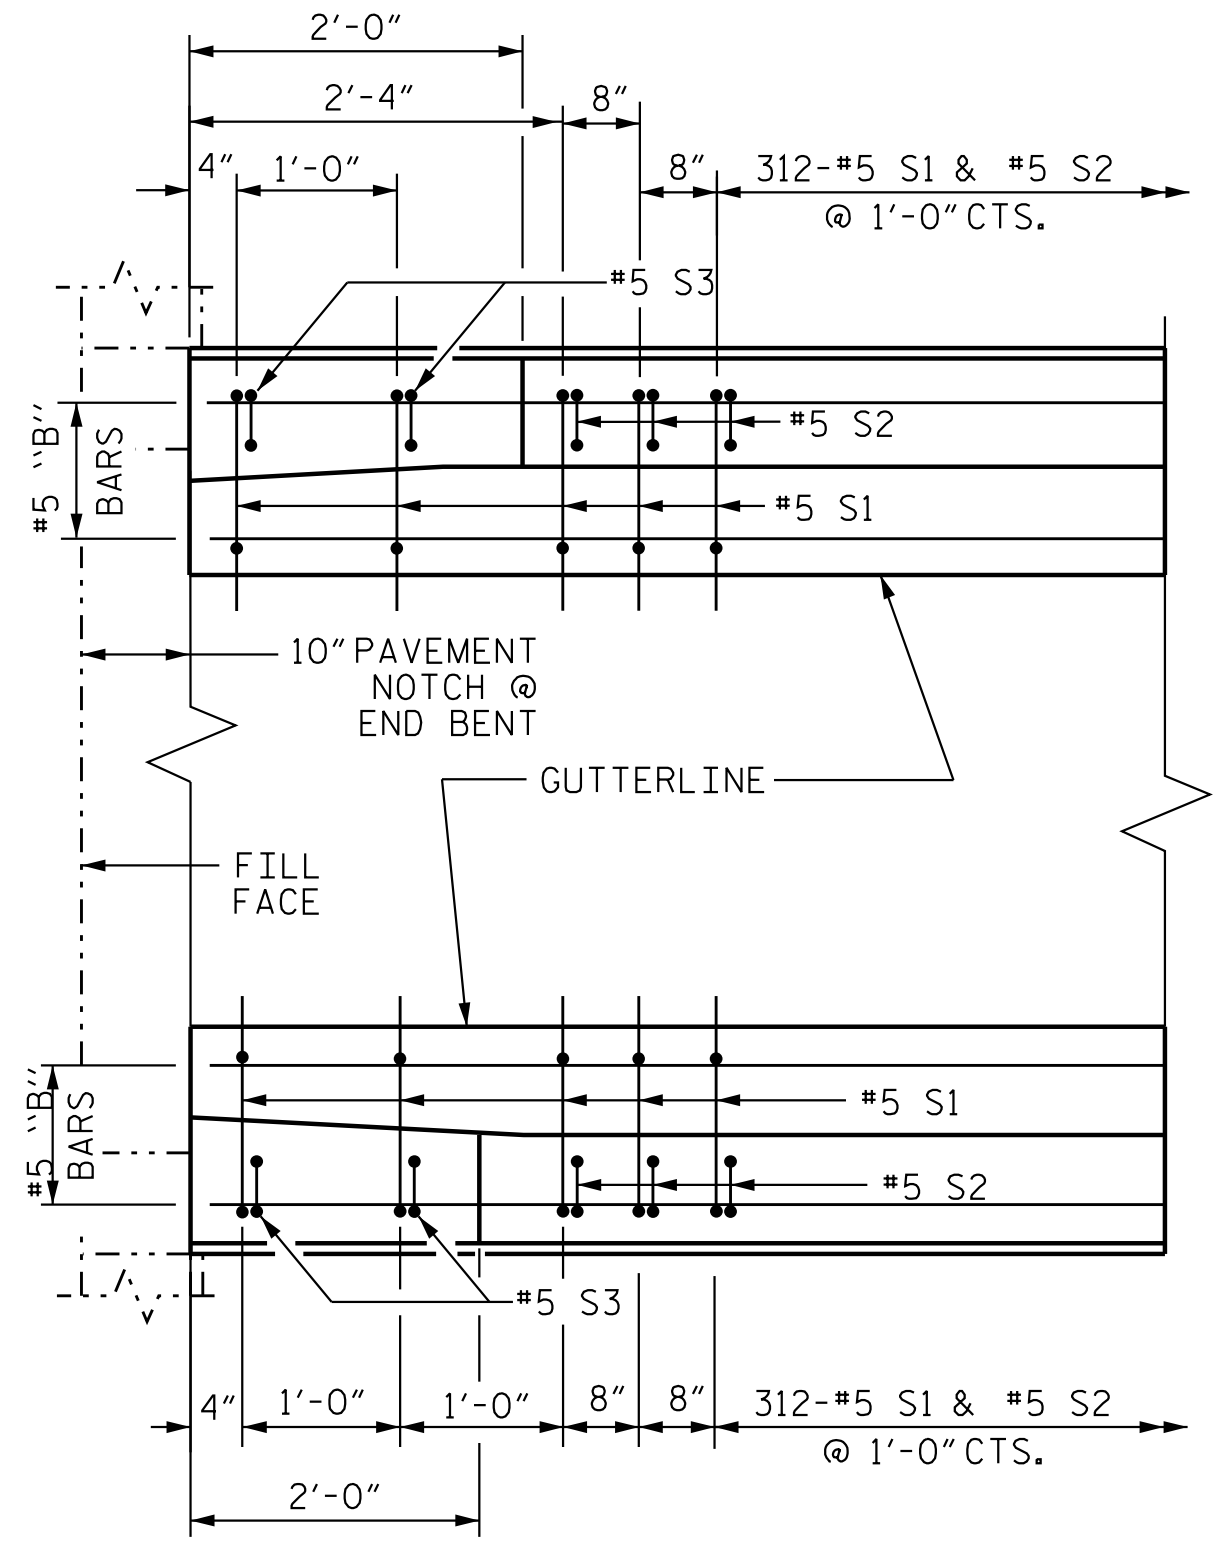 2'-0"
2'-4"
8"
4"
1'-0"
8"
312-#5 S1 & #5 S2
@ 1'-0" CTS.
#5 S3
#5 S2
#5 "B"
BARS
#5 S1
10" PAVEMENT
NOTCH @
END BENT
GUTTERLINE
FILL
FACE
#5 "B"
BARS
#5 S1
#5 S2
#5 S3
4"
1'-0"
1'-0"
8"
8"
312-#5 S1 & #5 S2
@ 1'-0" CTS.
2'-0"